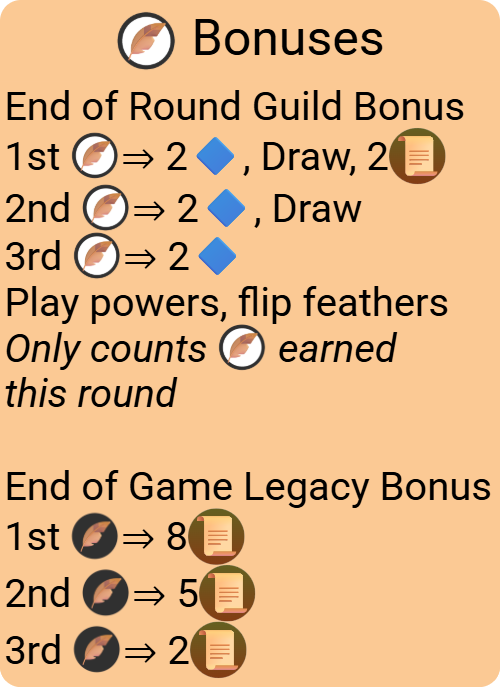 Bonuses
End of Round Guild Bonus
1st ⇒ 2 , Draw, 2
2nd ⇒ 2 , Draw
3rd ⇒ 2
Play powers, flip feathers
Only counts earned
this round
End of Game Legacy Bonus
1st ⇒ 8
2nd ⇒ 5
3rd ⇒ 2